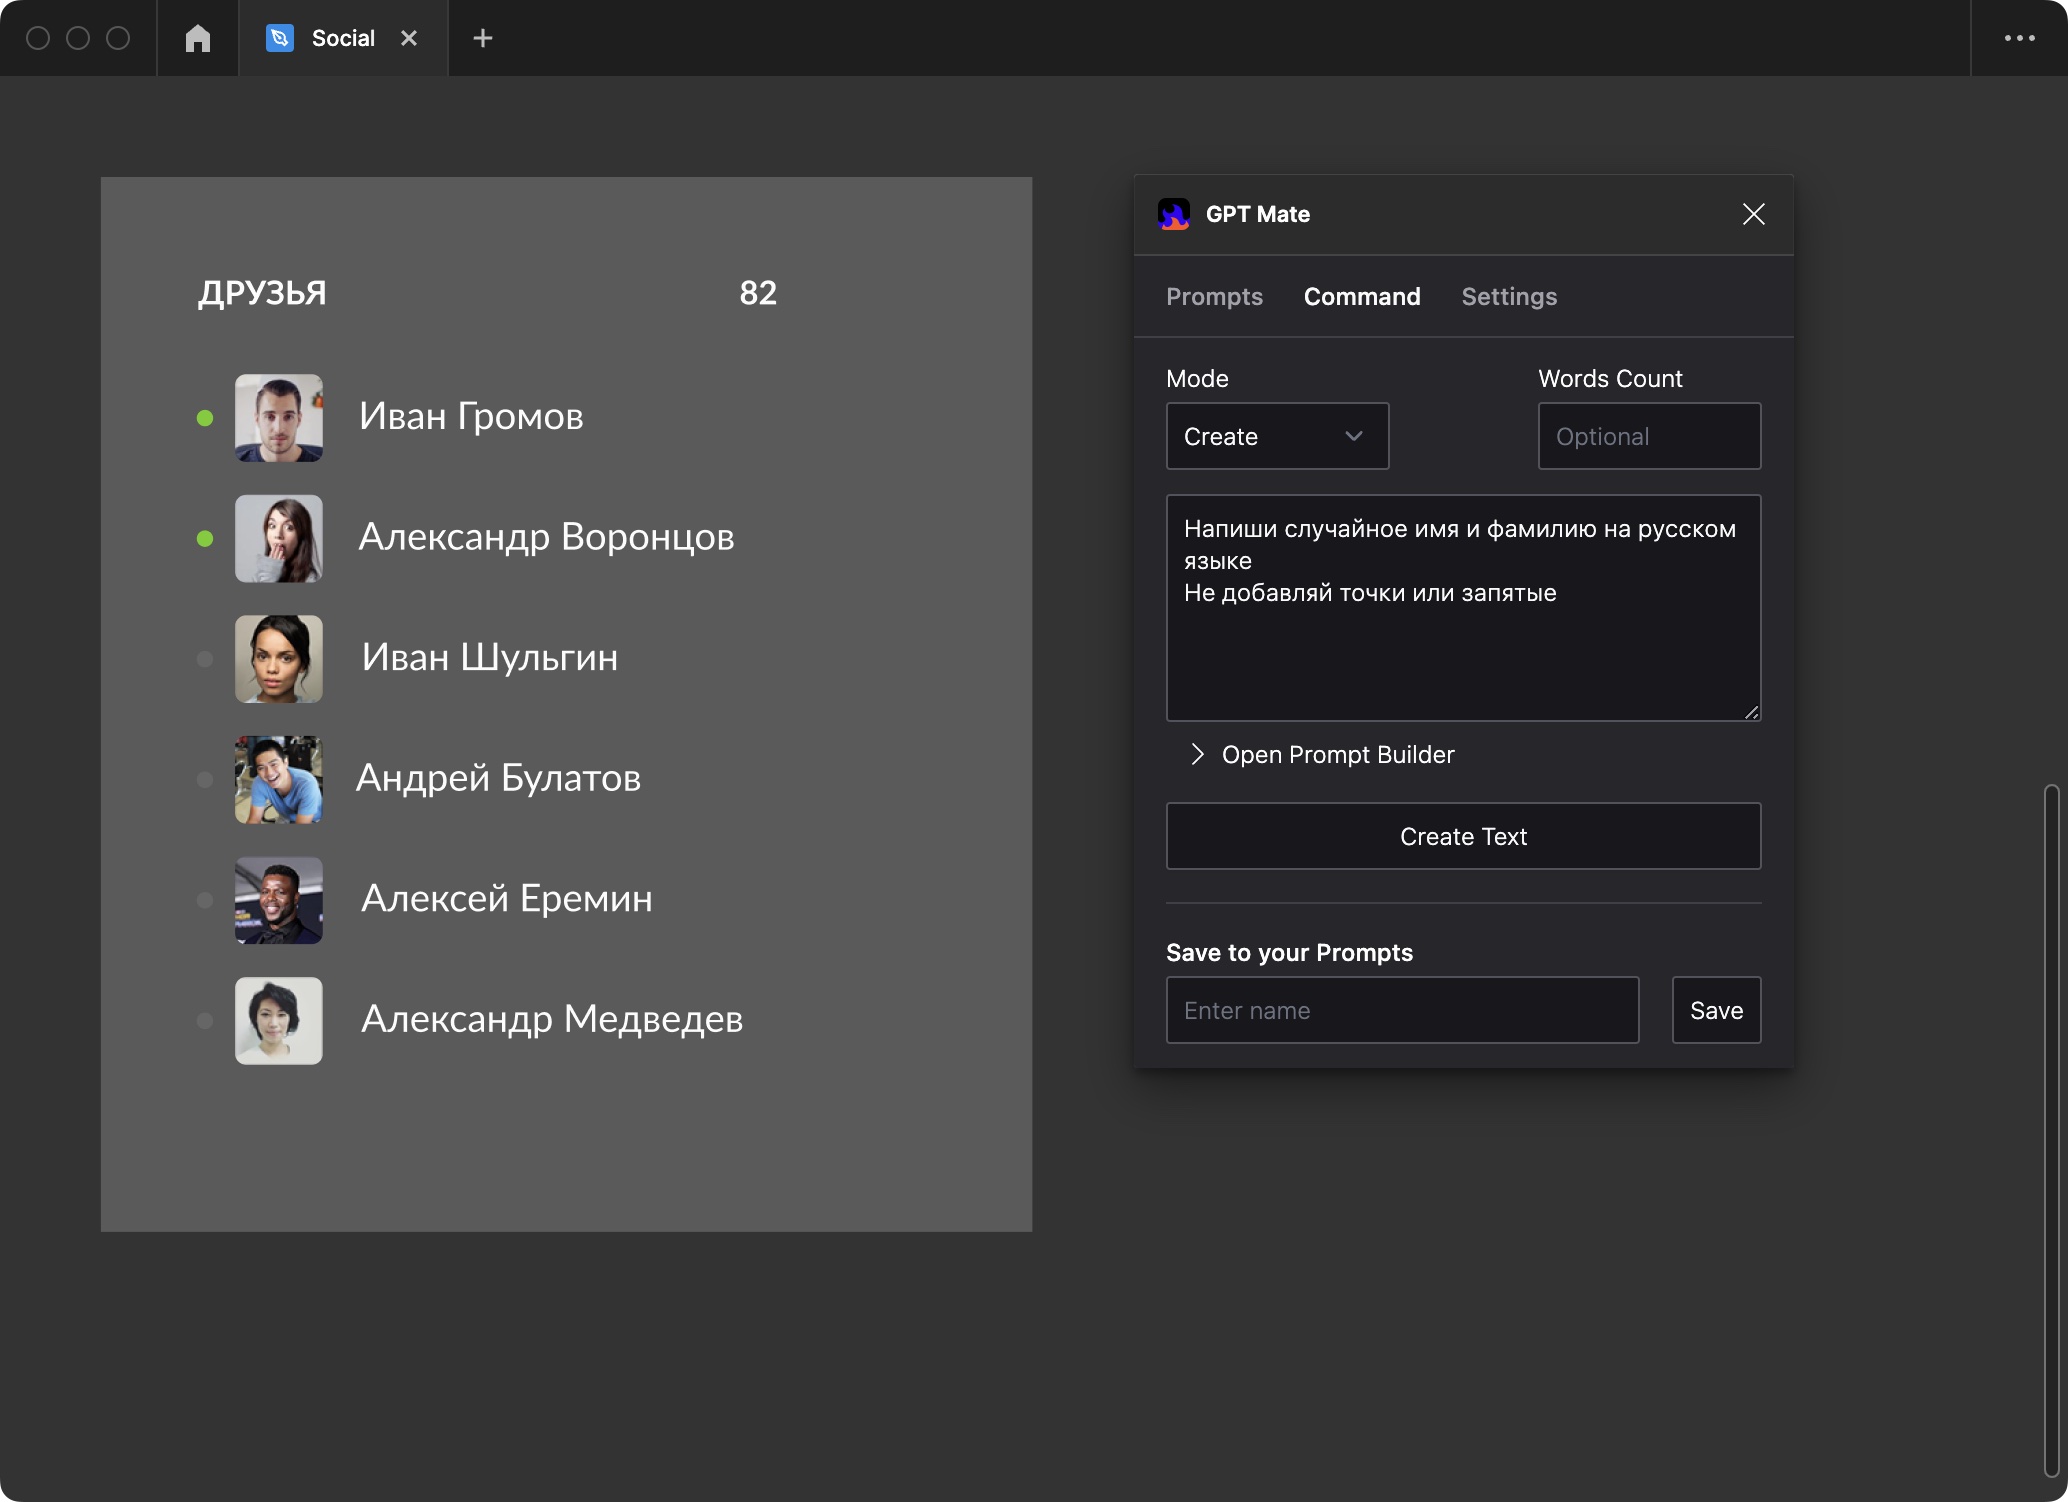 Social
ДРУЗЬЯ 82
Иван Громов
Александр Воронцов
Иван Шульгин
Андрей Булатов
Алексей Еремин
Александр Медведев
GPT Mate
Prompts Command Settings
Mode Words Count
Create Optional
Напиши случайное имя и фамилию на русском
языке
Не добавляй точки или запятые
Open Prompt Builder
Create Text
Save to your Prompts
Enter name Save